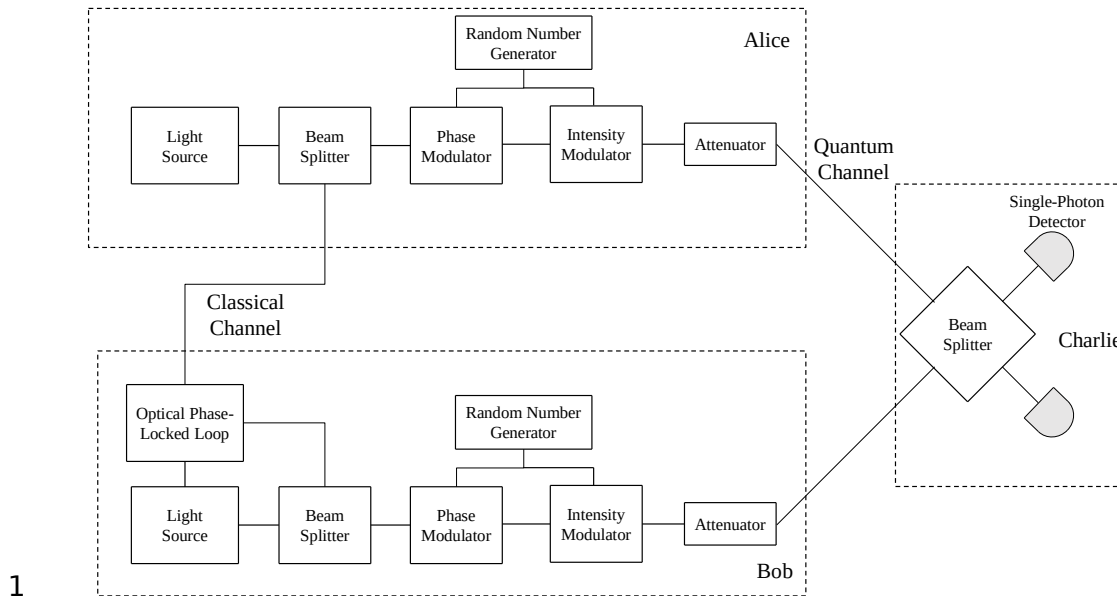 Random Number
Generator
Alice
Light
Source
Beam
Splitter
Phase
Modulator
Intensity
Modulator
Attenuator
Quantum
Channel
Single-Photon
Detector
Classical
Channel
Beam
Splitter
Charlie
Optical Phase-
Locked Loop
Random Number
Generator
Light
Source
Beam
Splitter
Phase
Modulator
Intensity
Modulator
Attenuator
Bob
1